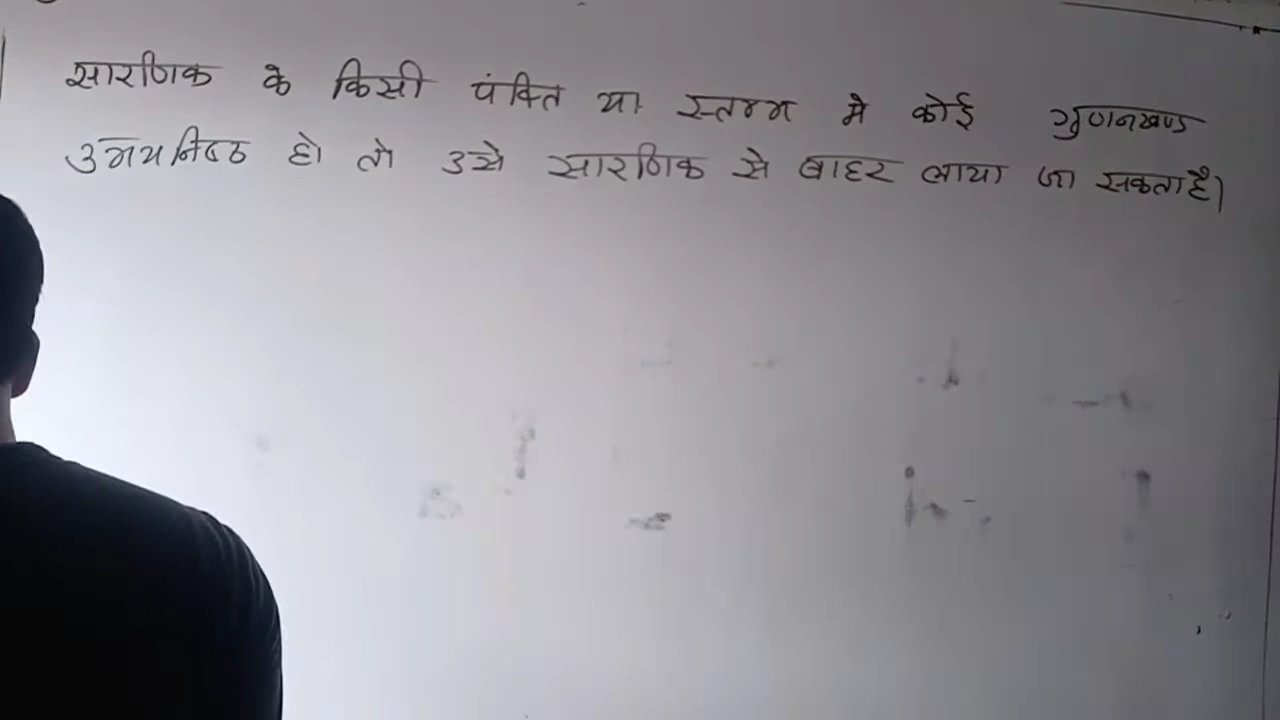 सारणिक के किसी पंक्ति या स्तम्भ मे कोई गुणनखण्ड
उभयनिष्ठ हो तो उसे सारणिक से बाहर लाया जा सकता है।